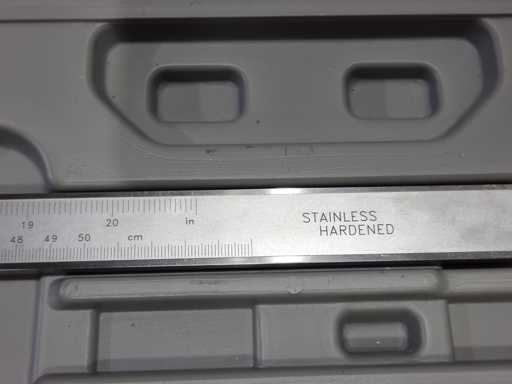 19 20 in
48 49 50 cm
STAINLESS
HARDENED